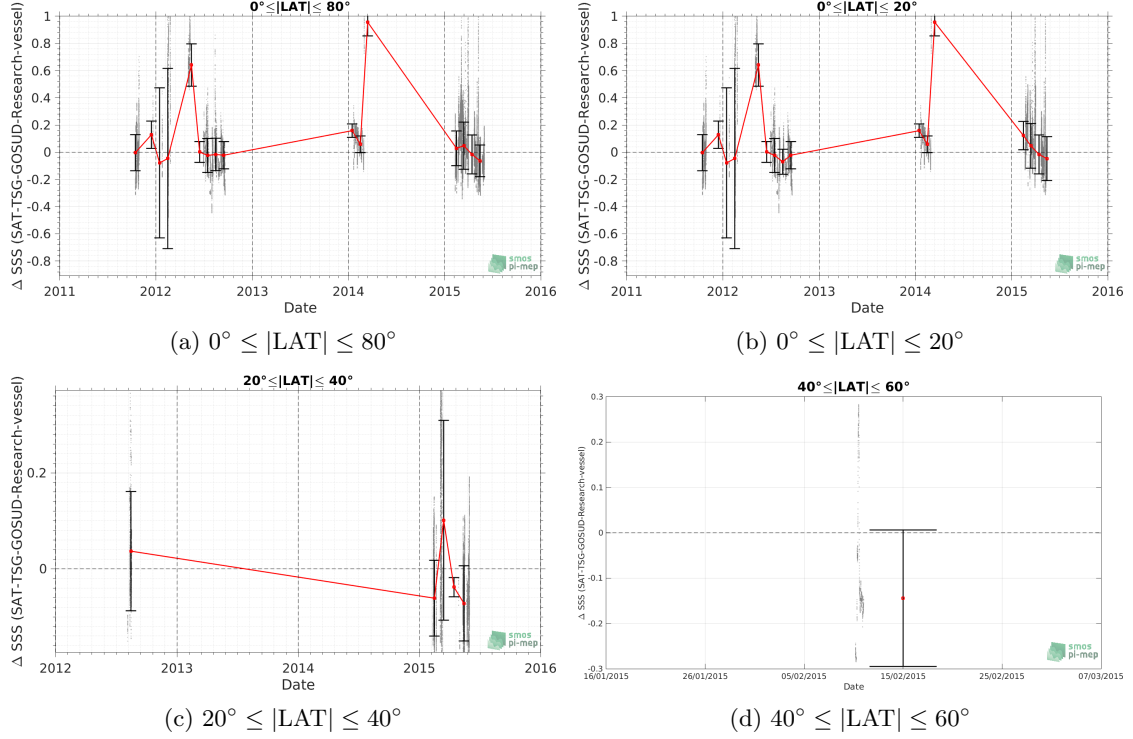 0°≤|LAT|≤ 80°
Δ SSS (SAT-TSG-GOSUD-Research-vessel)
1
0.8
0.6
0.4
0.2
0
-0.2
-0.4
-0.6
-0.8
2011 2012 2013 2014 2015 2016
Date
smos
pi-mep
(a) 0° ≤ |LAT| ≤ 80°
0°≤|LAT|≤ 20°
Δ SSS (SAT-TSG-GOSUD-Research-vessel)
1
0.8
0.6
0.4
0.2
0
-0.2
-0.4
-0.6
-0.8
2011 2012 2013 2014 2015 2016
Date
smos
pi-mep
(b) 0° ≤ |LAT| ≤ 20°
20°≤|LAT|≤ 40°
Δ SSS (SAT-TSG-GOSUD-Research-vessel)
0.2
0
2012 2013 2014 2015 2016
Date
smos
pi-mep
(c) 20° ≤ |LAT| ≤ 40°
40°≤|LAT|≤ 60°
Δ SSS (SAT-TSG-GOSUD-Research-vessel)
0.3
0.2
0.1
0
-0.1
-0.2
-0.3
16/01/2015 26/01/2015 05/02/2015 15/02/2015 25/02/2015 07/03/2015
Date
smos
pi-mep
(d) 40° ≤ |LAT| ≤ 60°